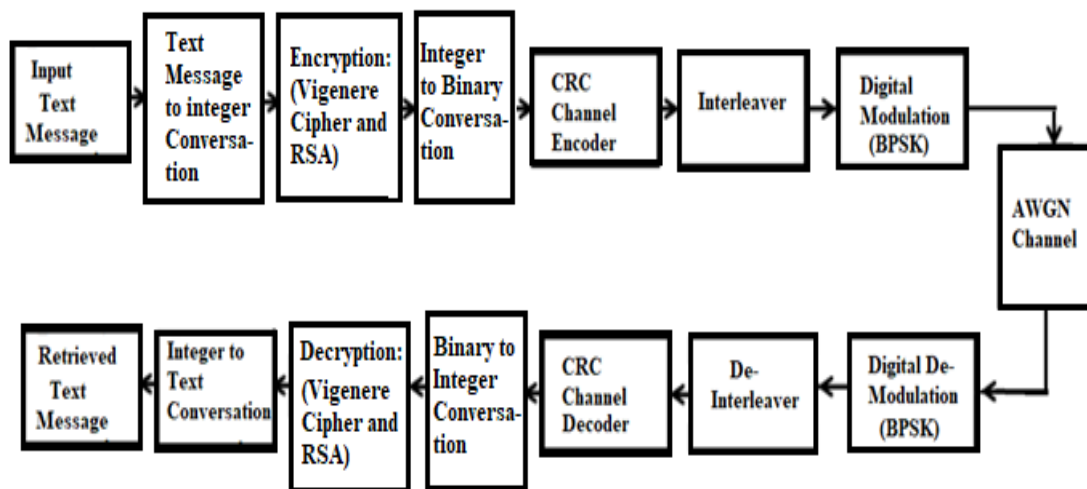 Input
Text
Message
Text
Message
to integer
Conversa-
tion
Encryption:
(Vigenere
Cipher and
RSA)
Integer
to Binary
Conversa-
tion
CRC
Channel
Encoder
Interleaver
Digital
Modulation
(BPSK)
AWGN
Channel
Retrieved
Text
Message
Integer to
Text
Conversation
Decryption:
(Vigenere
Cipher and
RSA)
Binary to
Integer
Conversa-
tion
CRC
Channel
Decoder
De-
Interleaver
Digital De-
Modulation
(BPSK)